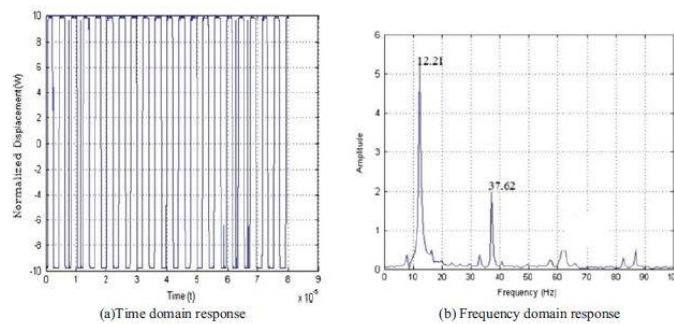 10
8
6
4
2
0
-2
-4
-6
-8
-10
Normalized Displacement(W)
0 1 2 3 4 5 6 7 8 9
Time(t)
x 10
(a)Time domain response
6
5
4
3
2
1
0
Amplitude
12.21
37.62
0 10 20 30 40 50 60 70 80 90 100
Frequency (Hz)
(b) Frequency domain response